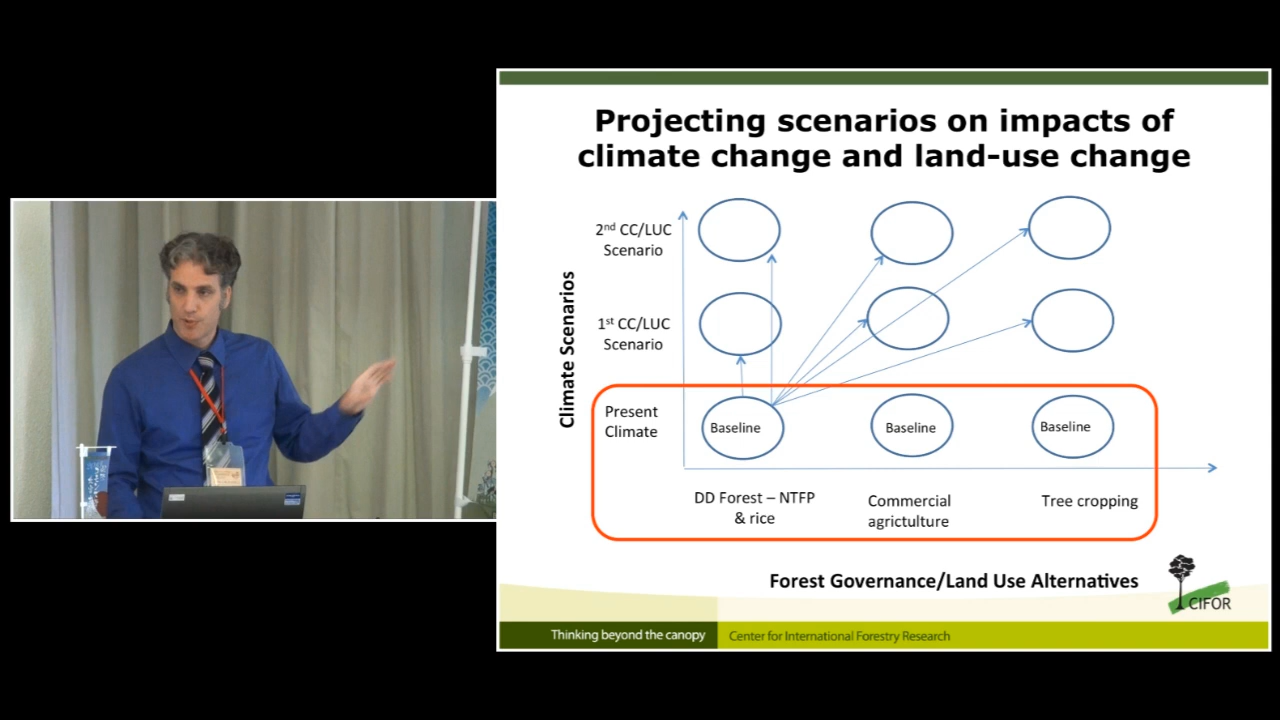 Projecting scenarios on impacts of
climate change and land-use change
2nd CC/LUC
Scenario
1st CC/LUC
Scenario
Climate Scenarios
Present
Climate
Baseline
Baseline
Baseline
DD Forest – NTFP
& rice
Commercial
agrictulture
Tree cropping
Forest Governance/Land Use Alternatives
CIFOR
Thinking beyond the canopy
Center for International Forestry Research